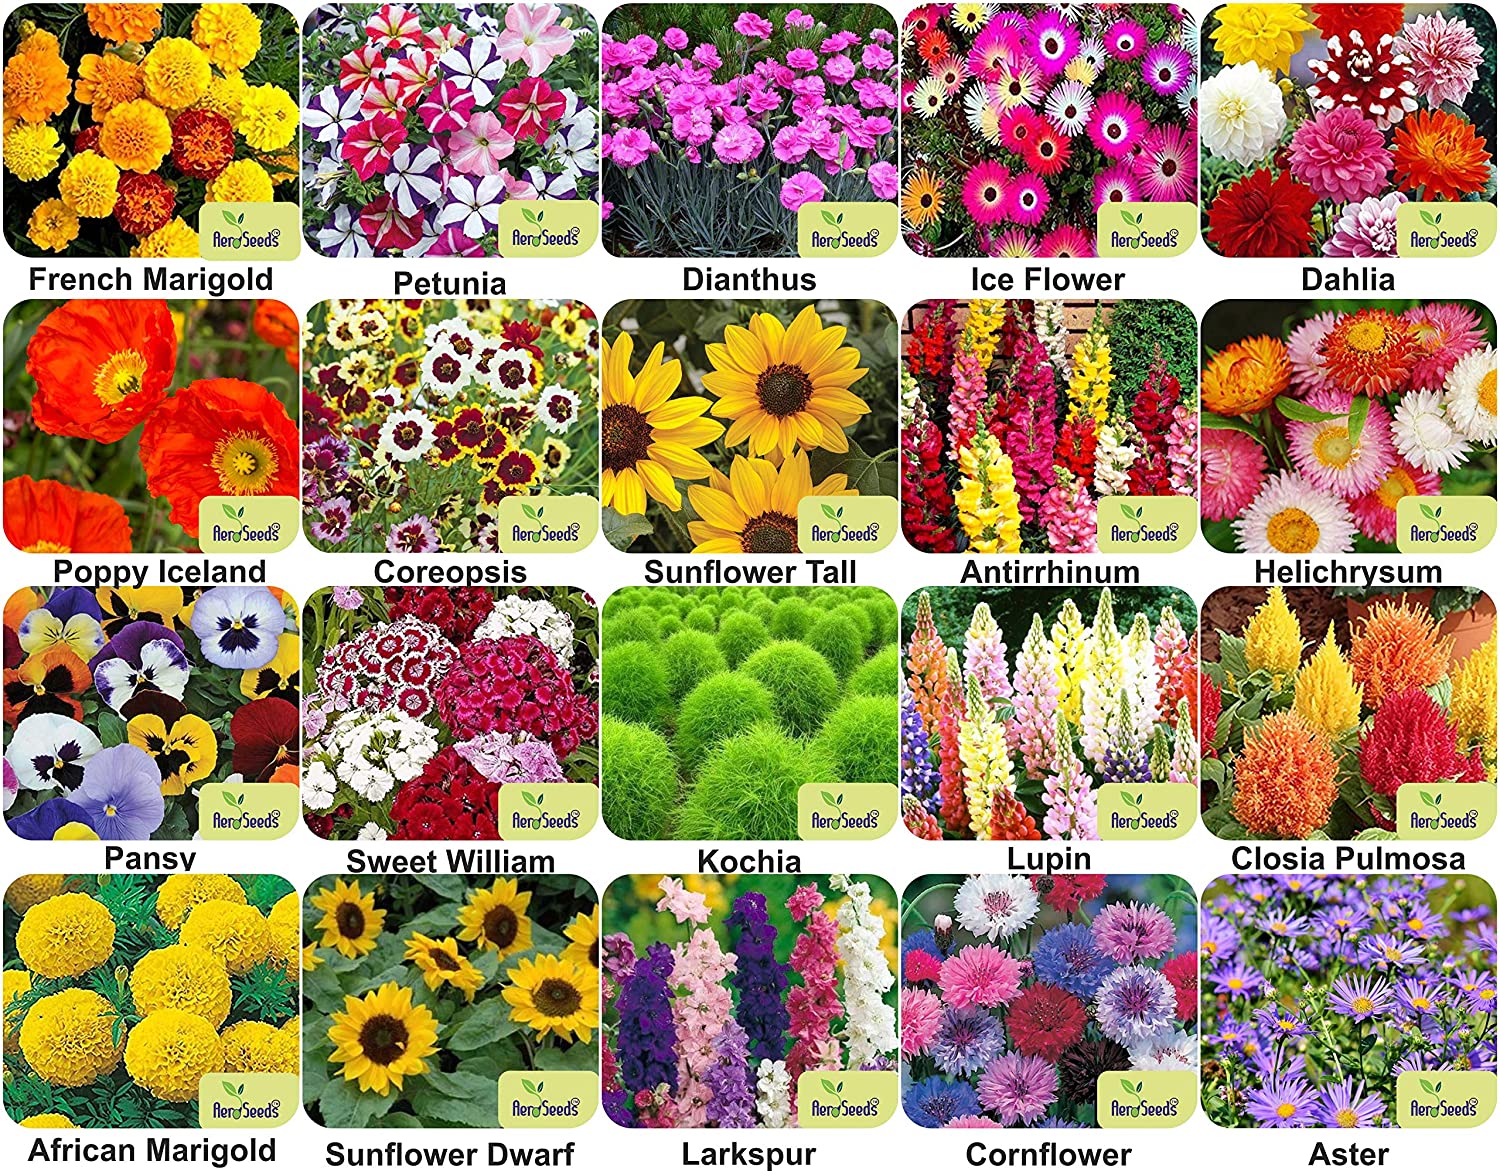 AeroSeeds AeroSeeds AeroSeeds AeroSeeds AeroSeeds
French Marigold Petunia Dianthus Ice Flower Dahlia
AeroSeeds AeroSeeds AeroSeeds AeroSeeds AeroSeeds
Poppy Iceland Coreopsis Sunflower Tall Antirrhinum Helichrysum
AeroSeeds AeroSeeds AeroSeeds AeroSeeds AeroSeeds
Pansy Sweet William Kochia Lupin Closia Pulmosa
AeroSeeds AeroSeeds AeroSeeds AeroSeeds AeroSeeds
African Marigold Sunflower Dwarf Larkspur Cornflower Aster